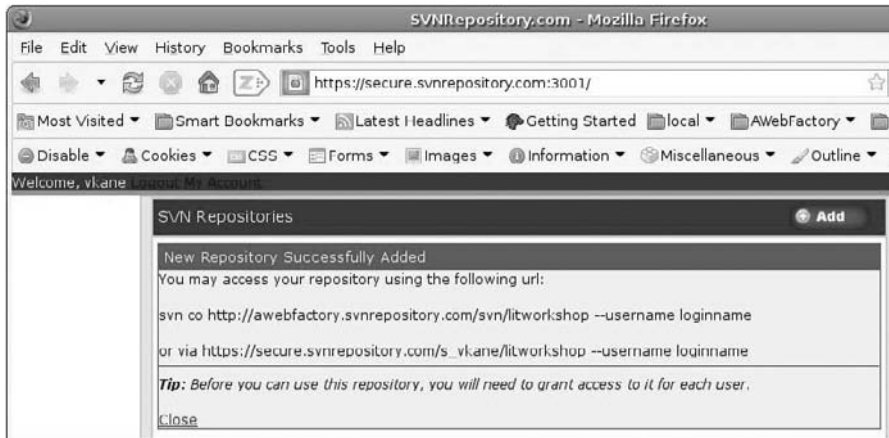 SVNRepository.com - Mozilla Firefox
File Edit View History Bookmarks Tools Help
https://secure.svnrepository.com:3001/
Most Visited Smart Bookmarks Latest Headlines Getting Started local AWebFactory
Disable Cookies CSS Forms Images Information Miscellaneous Outline
Welcome, vkane Logout My Account
SVN Repositories Add
New Repository Successfully Added
You may access your repository using the following url:
svn co http://awebfactory.svnrepository.com/svn/litworkshop --username loginname
or via https://secure.svnrepository.com/s_vkane/litworkshop --username loginname
Tip: Before you can use this repository, you will need to grant access to it for each user.
Close